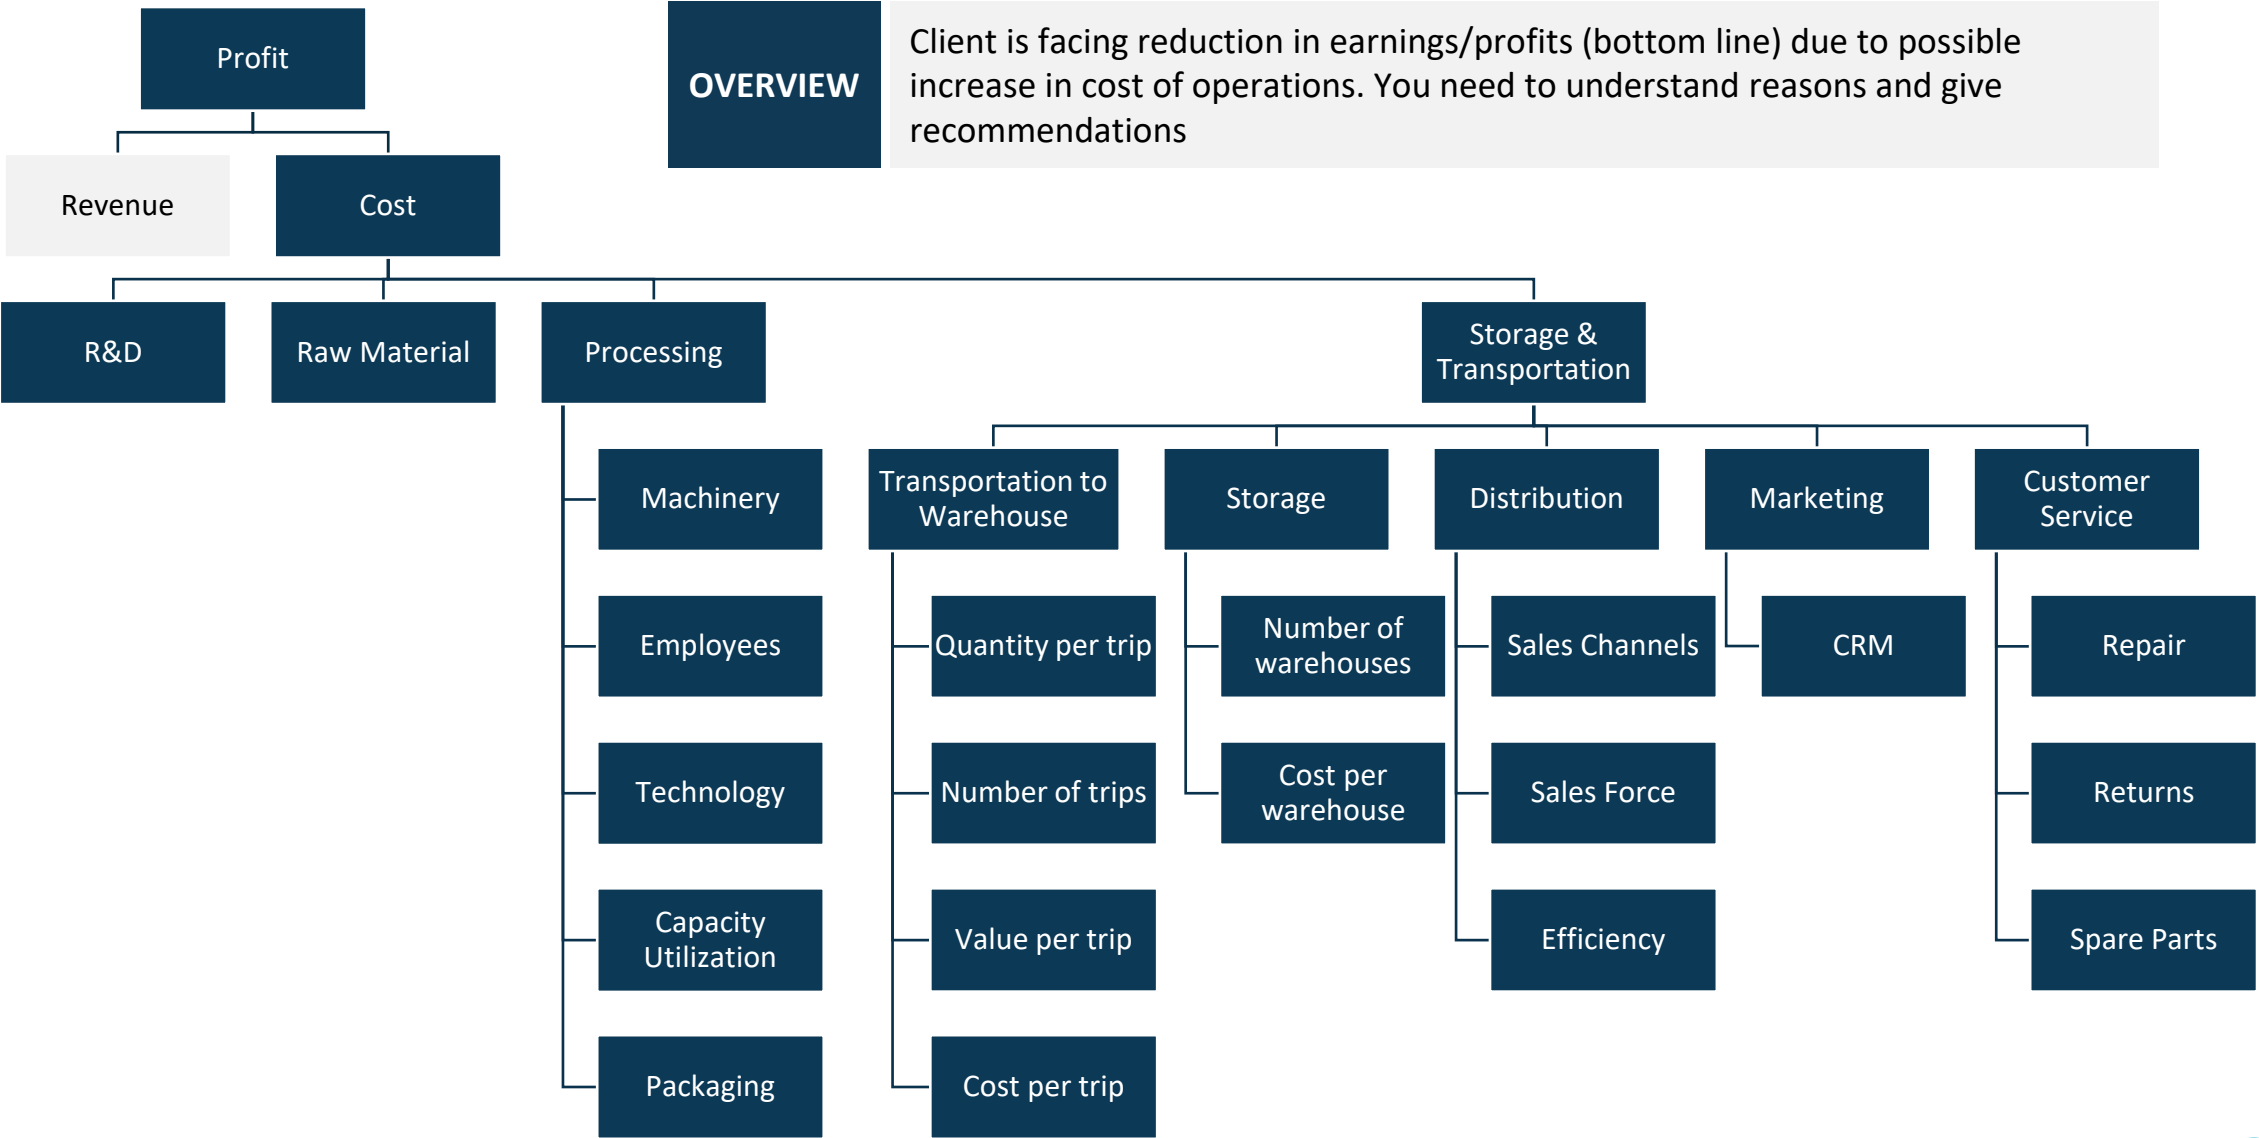 Profit
OVERVIEW
Client is facing reduction in earnings/profits (bottom line) due to possible
increase in cost of operations. You need to understand reasons and give
recommendations
Revenue
Cost
R&D
Raw Material
Processing
Storage &
Transportation
Machinery
Transportation to
Warehouse
Storage
Distribution
Marketing
Customer
Service
Employees
Quantity per trip
Number of
warehouses
Sales Channels
CRM
Repair
Technology
Number of trips
Cost per
warehouse
Sales Force
Returns
Capacity
Utilization
Value per trip
Efficiency
Spare Parts
Packaging
Cost per trip